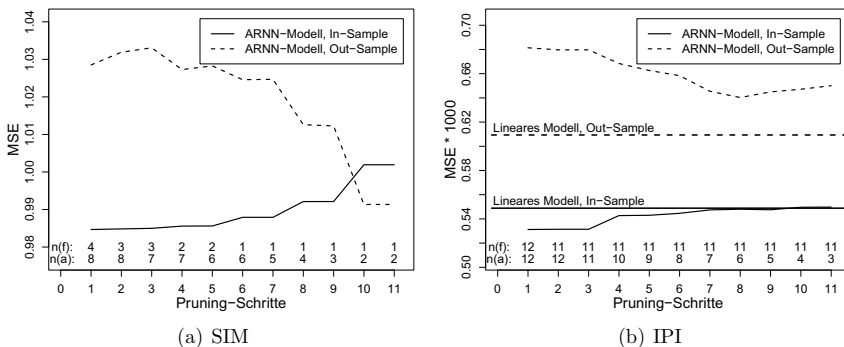 ARNN−Modell, In−Sample
ARNN−Modell, Out−Sample
MSE
1.04
1.03
1.02
1.01
1.00
0.99
0.98
n(f): 4 3 3 2 2 1 1 1 1 1 1
n(a): 8 8 7 7 6 6 5 4 3 2 2
0 1 2 3 4 5 6 7 8 9 10 11
Pruning−Schritte
(a) SIM
ARNN−Modell, In−Sample
ARNN−Modell, Out−Sample
MSE * 1000
0.70
0.66
0.62
0.58
0.54
0.50
Lineares Modell, Out−Sample
Lineares Modell, In−Sample
n(f): 12 11 11 11 11 11 11 11 11 11 11
n(a): 12 12 11 10 9 8 7 6 5 4 3
0 1 2 3 4 5 6 7 8 9 10 11
Pruning−Schritte
(b) IPI